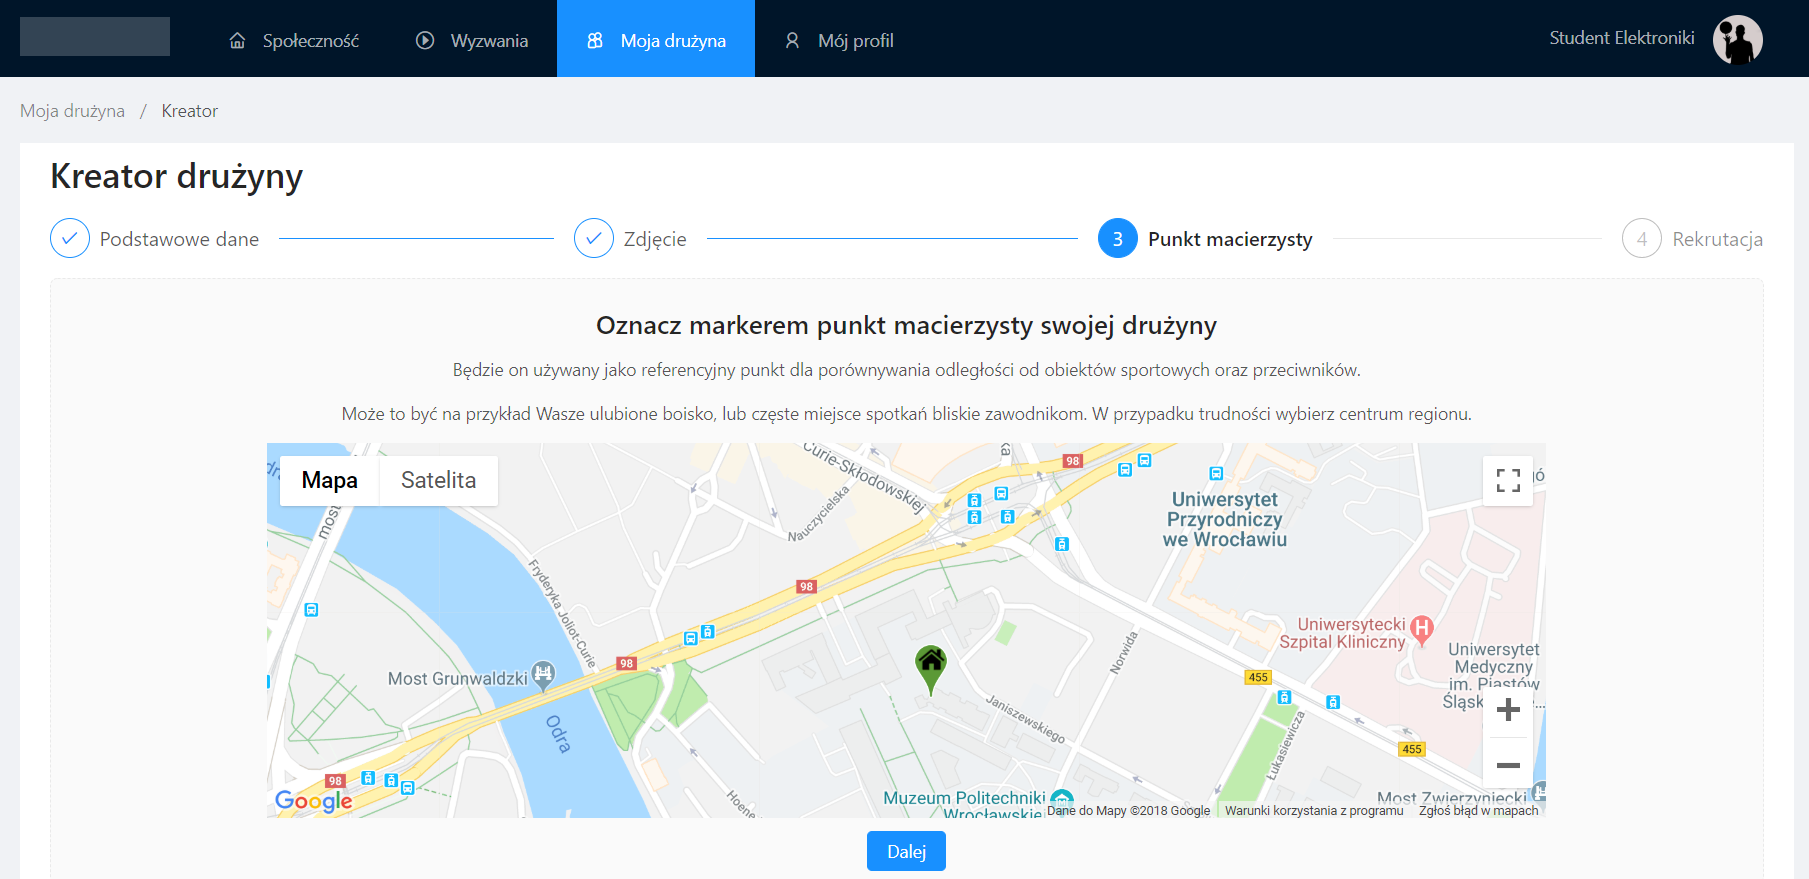 Społeczność
Wyzwania
Moja drużyna
Mój profil
Student Elektroniki
Moja drużyna / Kreator
Kreator drużyny
Podstawowe dane
Zdjęcie
3 Punkt macierzysty
4 Rekrutacja
Oznacz markerem punkt macierzysty swojej drużyny
Będzie on używany jako referencyjny punkt dla porównywania odległości od obiektów sportowych oraz przeciwników.
Może to być na przykład Wasze ulubione boisko, lub częste miejsce spotkań bliskie zawodnikom. W przypadku trudności wybierz centrum regionu.
Mapa
Satelita
most
Curie-Skłodowskiej
98
Nauczycielska
Uniwersytet
Przyrodniczy
we Wrocławiu
Fryderyka Joliot-Curie
98
98
Most Grunwaldzki
Odra
Norwida
Janiszewskiego
Uniwersytecki
Szpital Kliniczny
H
455
Uniwersytet
Medyczny
im. Piastów
Śląsk
455
Łukasiewicza
98
Hoene
Muzeum Politechniki
Wrocławskiej
Most Zwierzyniecki
Google
Dane do Mapy ©2018 Google
Warunki korzystania z programu
Zgłoś błąd w mapach
Dalej